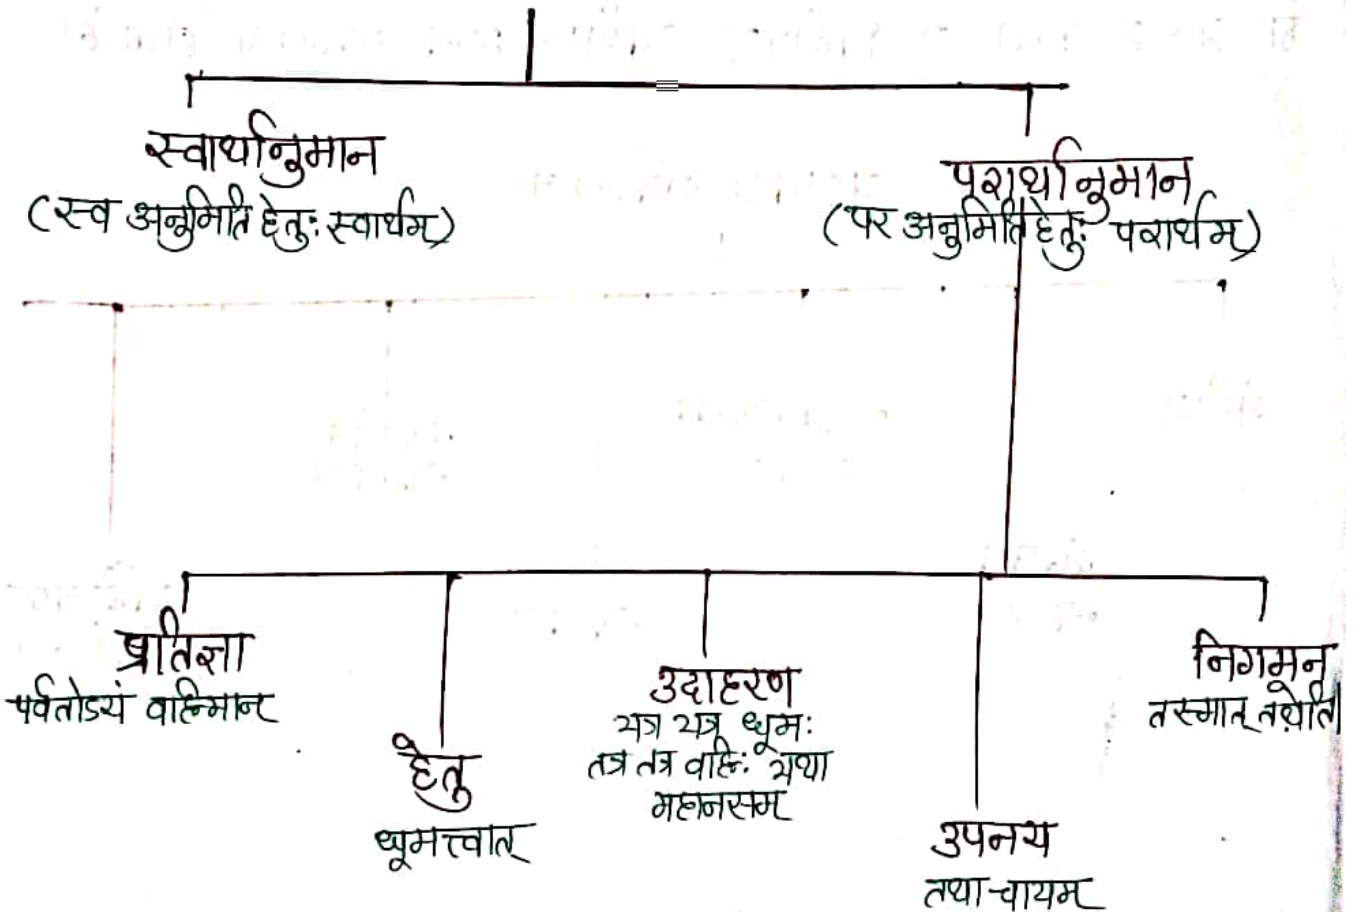 स्वार्थानुमान
(स्व अनुमिति हेतुः स्वार्थम्)
परार्थानुमान
(पर अनुमिति हेतुः परार्थम्)
प्रतिज्ञा
पर्वतोऽयं वह्निमान्
हेतु
धूमत्त्वात्
उदाहरण
यत्र यत्र धूमः
तत्र तत्र वह्निः यथा
महानसम्
उपनय
तथा चायम्
निगमन
तस्मात् तथेति